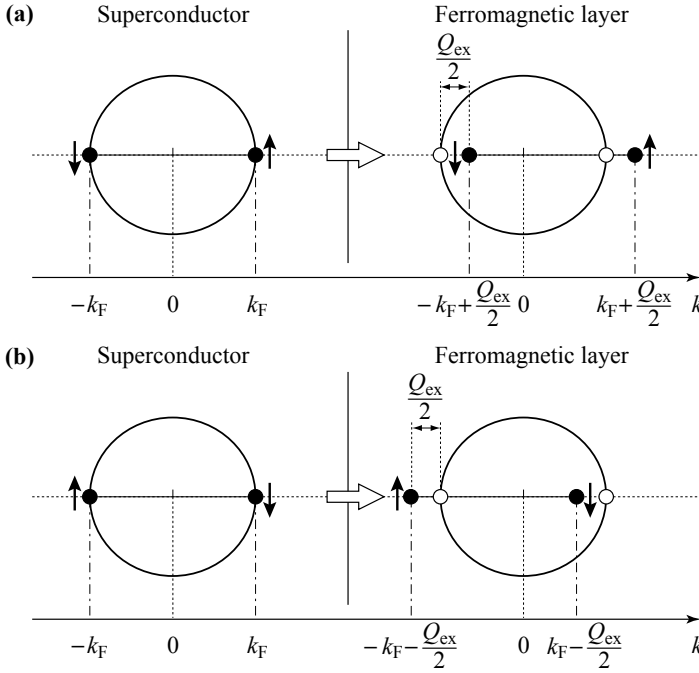 (a) Superconductor Ferromagnetic layer
Q_ex/2
−k_F 0 k_F −k_F + Q_ex/2 0 k_F + Q_ex/2 k
(b) Superconductor Ferromagnetic layer
Q_ex/2
−k_F 0 k_F −k_F − Q_ex/2 0 k_F − Q_ex/2 k